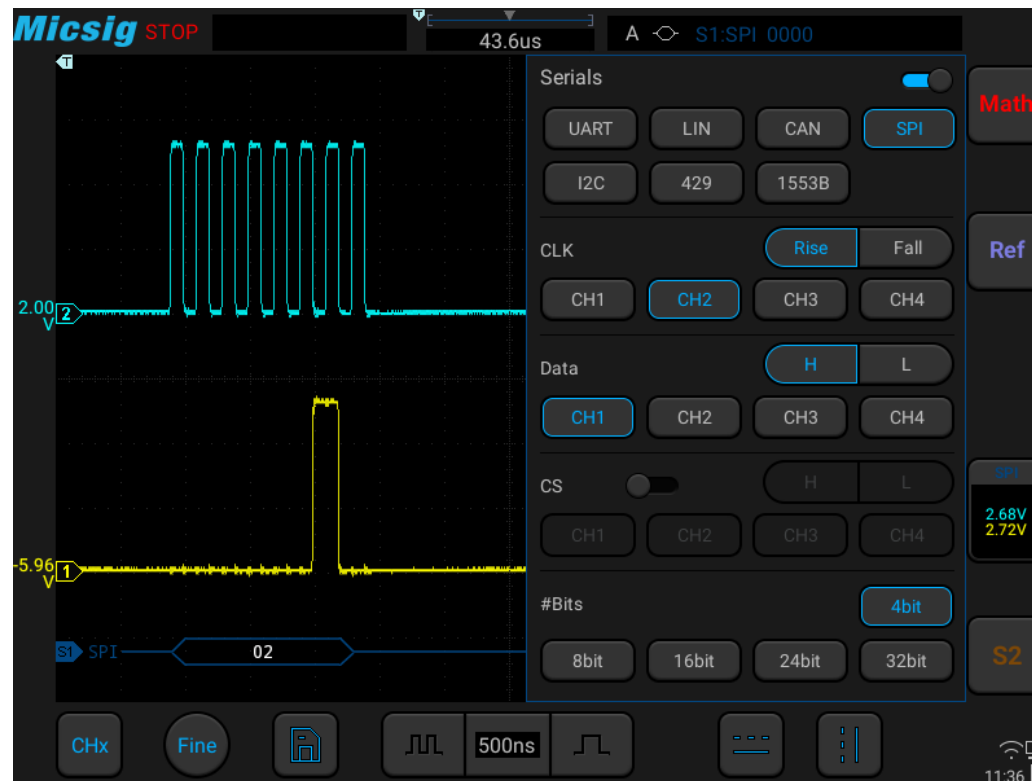 Micsig STOP
T
43.6us
A S1:SPI 0000
T
Serials
Math
UART LIN CAN SPI
I2C 429 1553B
CLK Rise Fall
Ref
CH1 CH2 CH3 CH4
2.00
V
2
Data H L
CH1 CH2 CH3 CH4
CS H L
SPI
2.68V
2.72V
CH1 CH2 CH3 CH4
-5.96
V
1
#Bits 4bit
S1 SPI 02
8bit 16bit 24bit 32bit
S2
CHx Fine 500ns
11:36